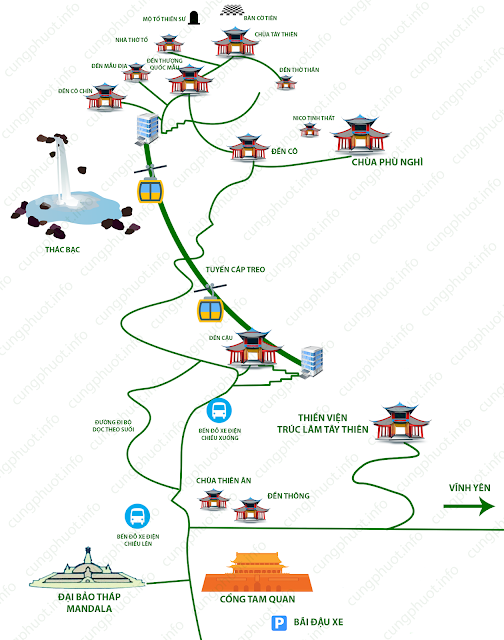 MỘ TỔ THIỀN SƯ
BÀN CỜ TIÊN
NHÀ THỜ TỔ
CHÙA TÂY THIÊN
ĐỀN MẪU ĐỊA
ĐỀN THƯỢNG
QUỐC MẪU
ĐỀN THỜ THẦN
ĐỀN CÔ CHÍN
NICO TỊNH THẤT
ĐỀN CÔ
CHÙA PHÙ NGHÌ
THÁC BẠC
TUYẾN CÁP TREO
ĐỀN CẬU
ĐƯỜNG ĐI BỘ
DỌC THEO SUỐI
BẾN ĐỖ XE ĐIỆN
CHIỀU XUỐNG
THIỀN VIỆN
TRÚC LÂM TÂY THIÊN
CHÙA THIÊN ÂN
ĐỀN THÕNG
VĨNH YÊN
BẾN ĐỖ XE ĐIỆN
CHIỀU LÊN
ĐẠI BẢO THÁP
MANDALA
CỔNG TAM QUAN
P BÃI ĐẬU XE
cungphuot.info